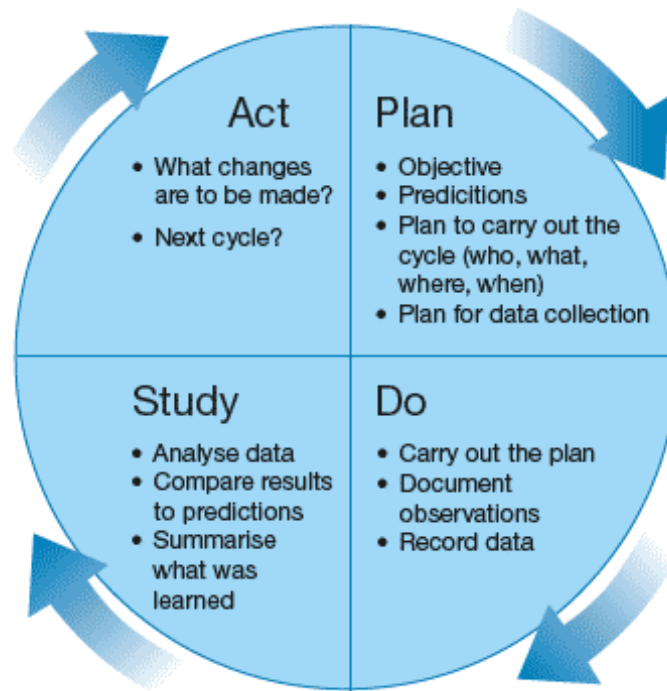 Act
• What changes
are to be made?
• Next cycle?
Plan
• Objective
• Predicitions
• Plan to carry out the
cycle (who, what,
where, when)
• Plan for data collection
Study
• Analyse data
• Compare results
to predictions
• Summarise
what was
learned
Do
• Carry out the plan
• Document
observations
• Record data